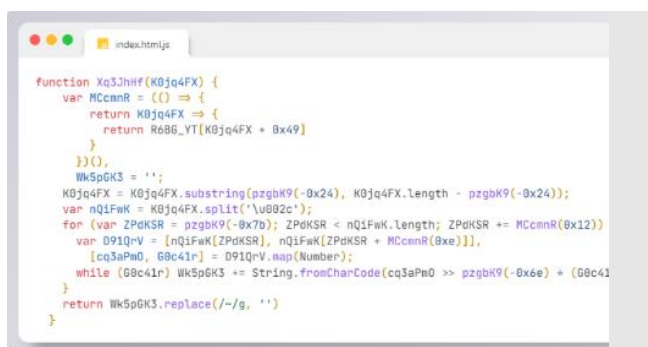 index.html.js
function Xq3JhHf(K0jq4FX) {
var MCcmnR = (() ⇒ {
return K0jq4FX ⇒ {
return R6BG_YT[K0jq4FX + 0x49]
}
})(),
Wk5pGK3 = '';
K0jq4FX = K0jq4FX.substring(pzgbK9(-0x24), K0jq4FX.length - pzgbK9(-0x24));
var nQiFwK = K0jq4FX.split('\u002c');
for (var ZPdKSR = pzgbK9(-0x7b); ZPdKSR < nQiFwK.length; ZPdKSR += MCcmnR(0x12))
var D91QrV = [nQiFwK[ZPdKSR], nQiFwK[ZPdKSR + MCcmnR(0xe)]],
[cq3aPmO, G0c41r] = D91QrV.map(Number);
while (G0c41r) Wk5pGK3 += String.fromCharCode(cq3aPmO >> pzgbK9(-0x6e) * (G0c41
}
return Wk5pGK3.replace(/~/g, '')
}